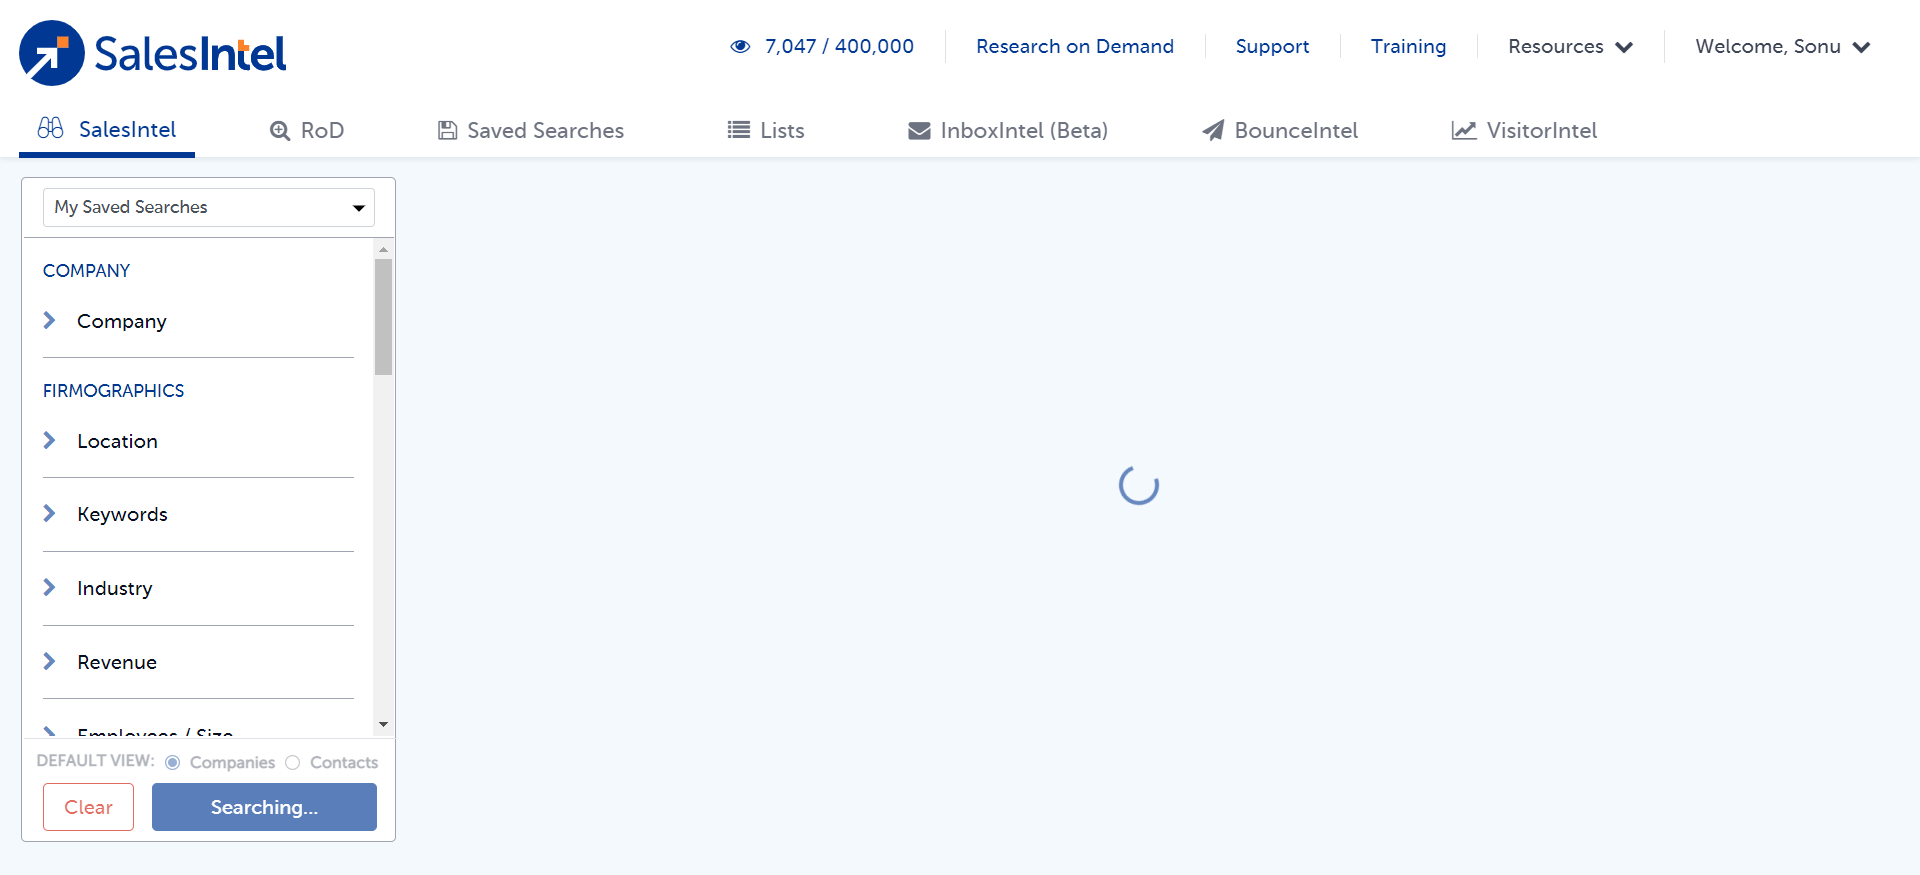 SalesIntel
7,047 / 400,000
Research on Demand
Support
Training
Resources
Welcome, Sonu
SalesIntel
RoD
Saved Searches
Lists
InboxIntel (Beta)
BounceIntel
VisitorIntel
My Saved Searches
COMPANY
Company
FIRMOGRAPHICS
Location
Keywords
Industry
Revenue
Employees / Size
DEFAULT VIEW:
Companies
Contacts
Clear
Searching...